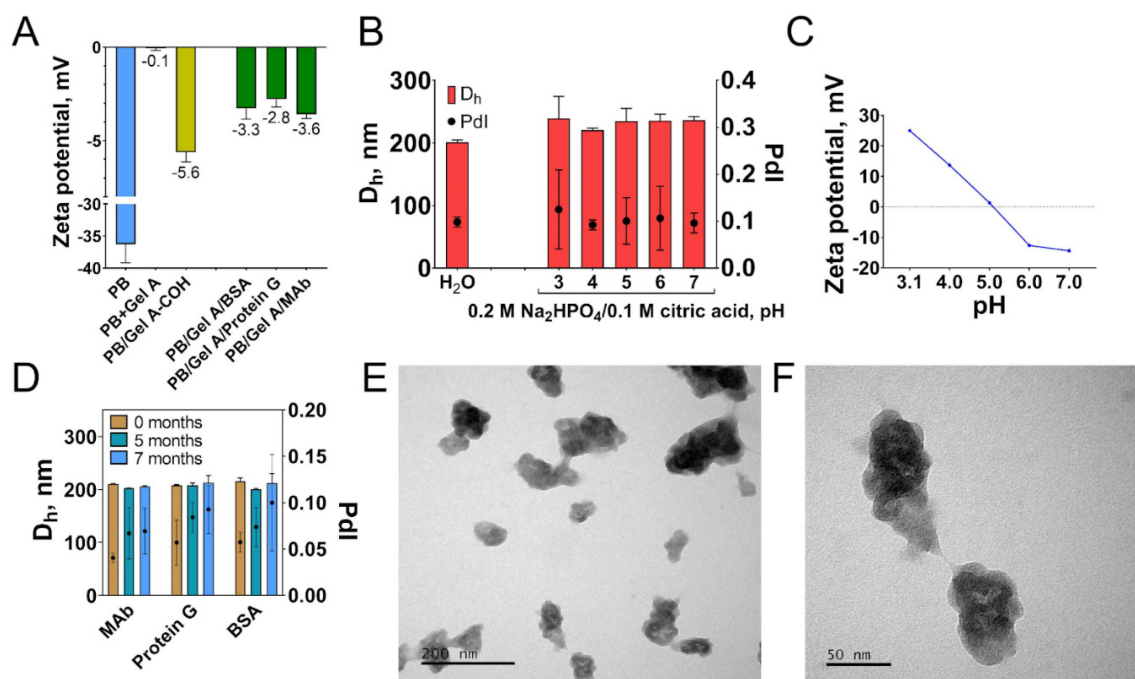 A
Zeta potential, mV
0
-5
-30
-35
-40
-0.1
-5.6
-3.3
-2.8
-3.6
PB
PB+Gel A
PB/Gel A-COH
PB/Gel A/BSA
PB/Gel A/Protein G
PB/Gel A/MAb
B
D_h, nm
300
200
100
0
D_h
PdI
0.4
0.3
0.2
0.1
0.0
PdI
H₂O
3 4 5 6 7
0.2 M Na₂HPO₄/0.1 M citric acid, pH
C
Zeta potential, mV
30
20
10
0
-10
-20
3.1 4.0 5.0 6.0 7.0
pH
D
D_h, nm
300
200
100
0
0 months
5 months
7 months
0.20
0.15
0.10
0.05
0.00
PdI
MAb
Protein G
BSA
E
200 nm
F
50 nm